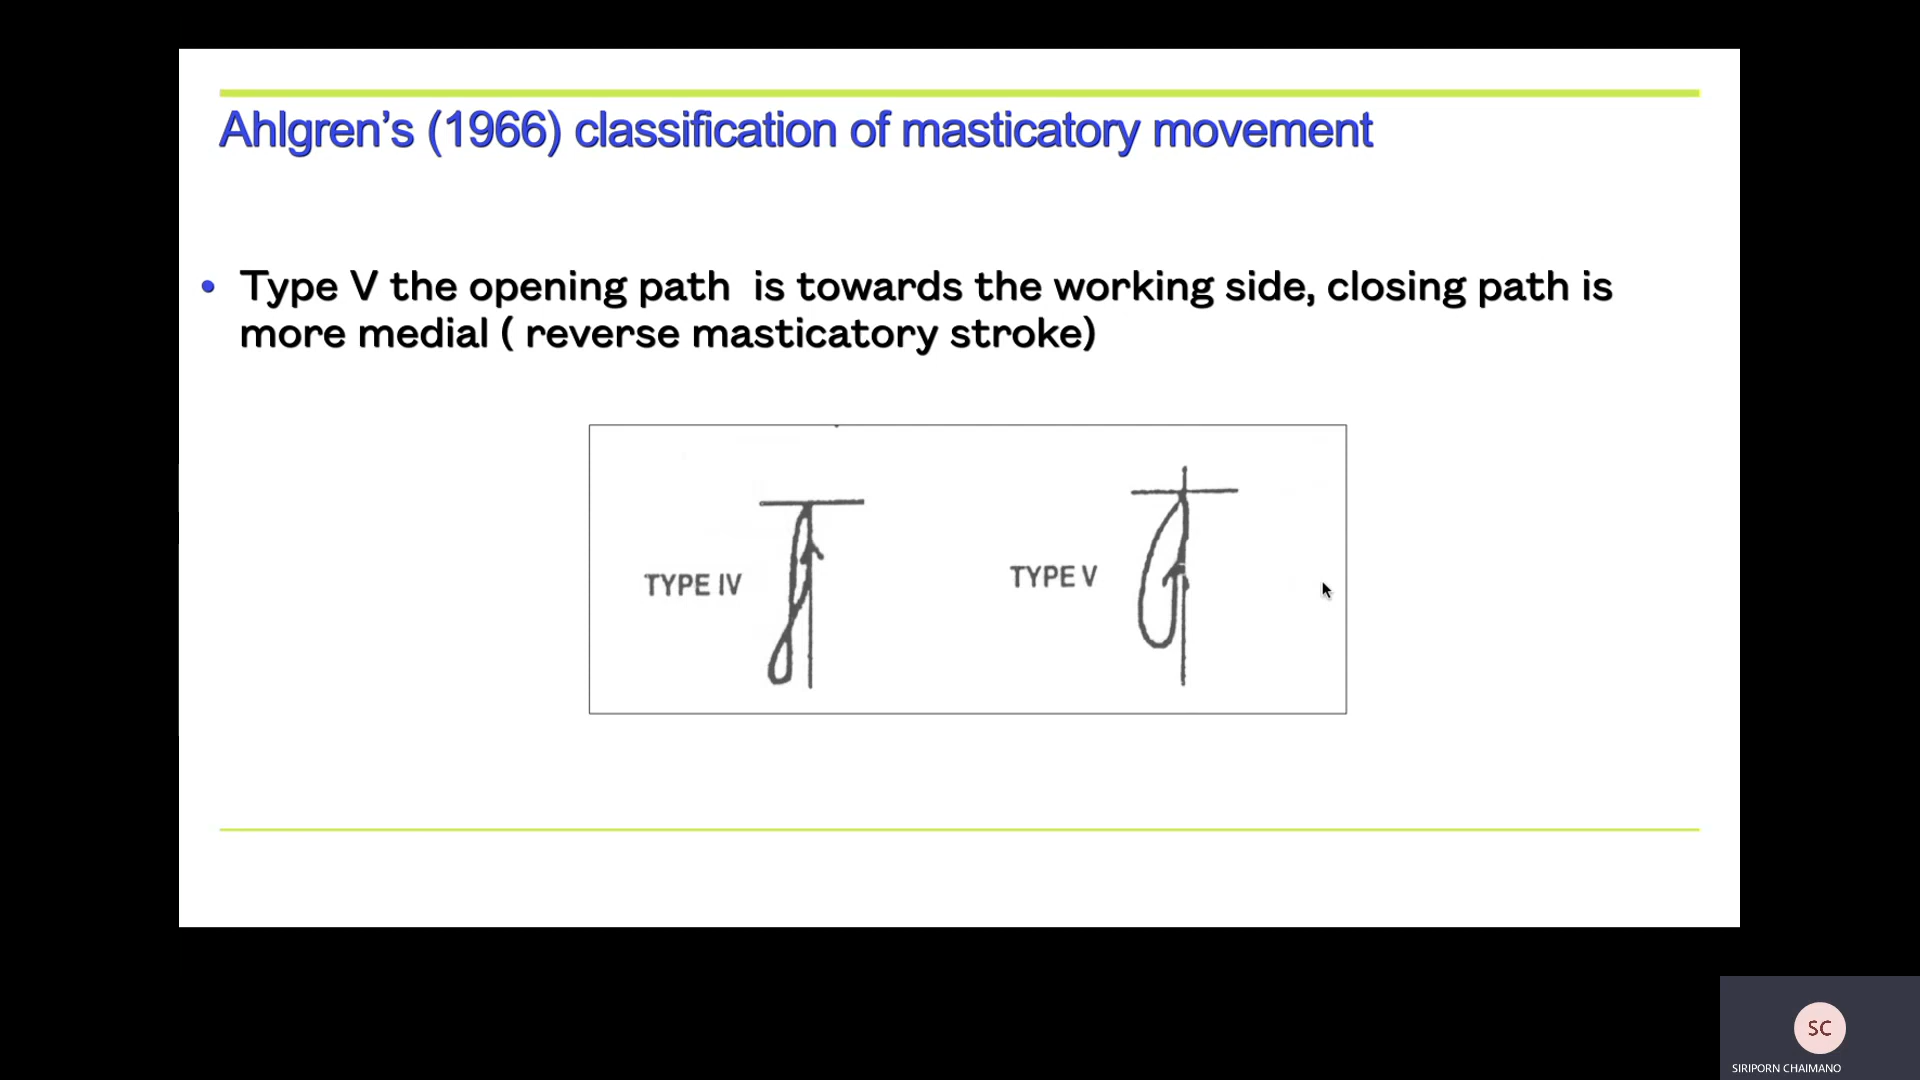 Ahlgren’s (1966) classification of masticatory movement
• Type V the opening path  is towards the working side, closing path is
more medial ( reverse masticatory stroke)
TYPE IV
TYPE V
SC
SIRIPORN CHAIMANO